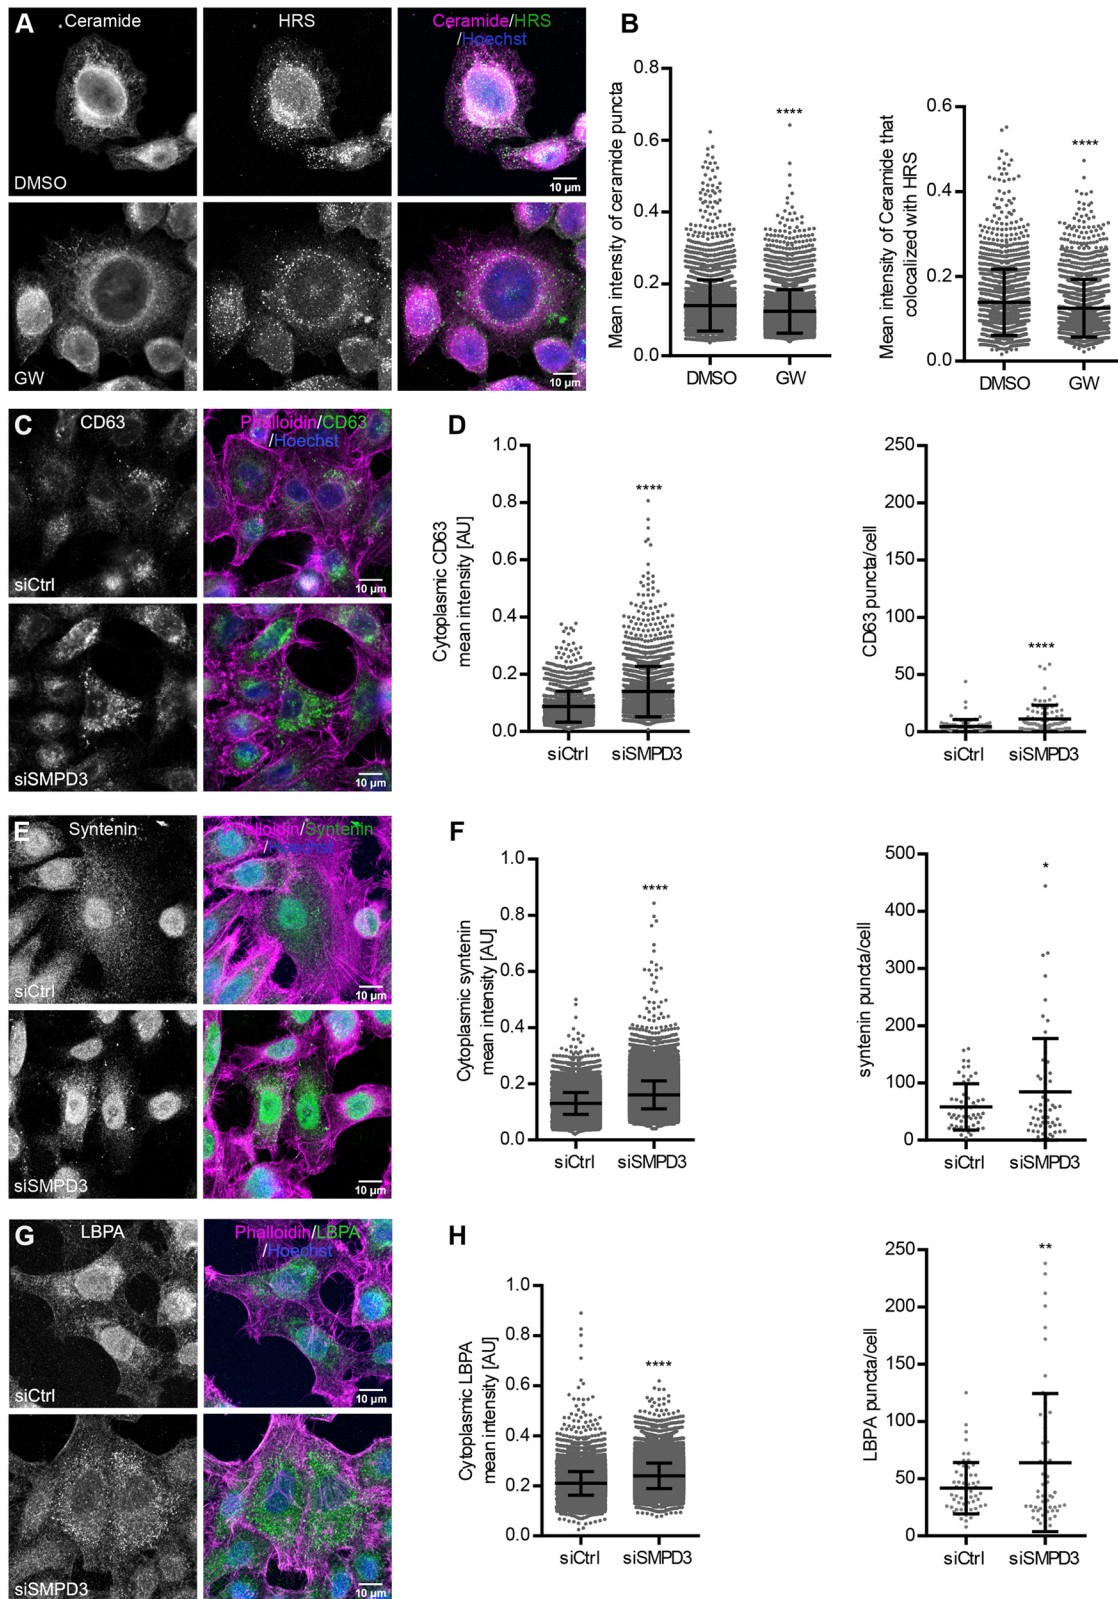 A
Ceramide
HRS
Ceramide/HRS
/Hoechst
DMSO
10 µm
GW
10 µm
B
Mean intensity of ceramide puncta
0.8
0.6
0.4
0.2
0.0
****
DMSO
GW
Mean intensity of Ceramide that
colocalized with HRS
0.6
0.4
0.2
0.0
****
DMSO
GW
C
CD63
Phalloidin/CD63
/Hoechst
siCtrl
10 µm
siSMPD3
10 µm
D
Cytoplasmic CD63
mean intensity [AU]
1.0
0.8
0.6
0.4
0.2
0.0
****
siCtrl
siSMPD3
CD63 puncta/cell
250
200
150
100
50
0
****
siCtrl
siSMPD3
E
Syntenin
Phalloidin/Syntenin
/Hoechst
siCtrl
10 µm
siSMPD3
10 µm
F
Cytoplasmic syntenin
mean intensity [AU]
1.0
0.8
0.6
0.4
0.2
0.0
****
siCtrl
siSMPD3
syntenin puncta/cell
500
400
300
200
100
0
*
siCtrl
siSMPD3
G
LBPA
Phalloidin/LBPA
/Hoechst
siCtrl
10 µm
siSMPD3
10 µm
H
Cytoplasmic LBPA
mean intensity [AU]
1.0
0.8
0.6
0.4
0.2
0.0
****
siCtrl
siSMPD3
LBPA puncta/cell
250
200
150
100
50
0
**
siCtrl
siSMPD3